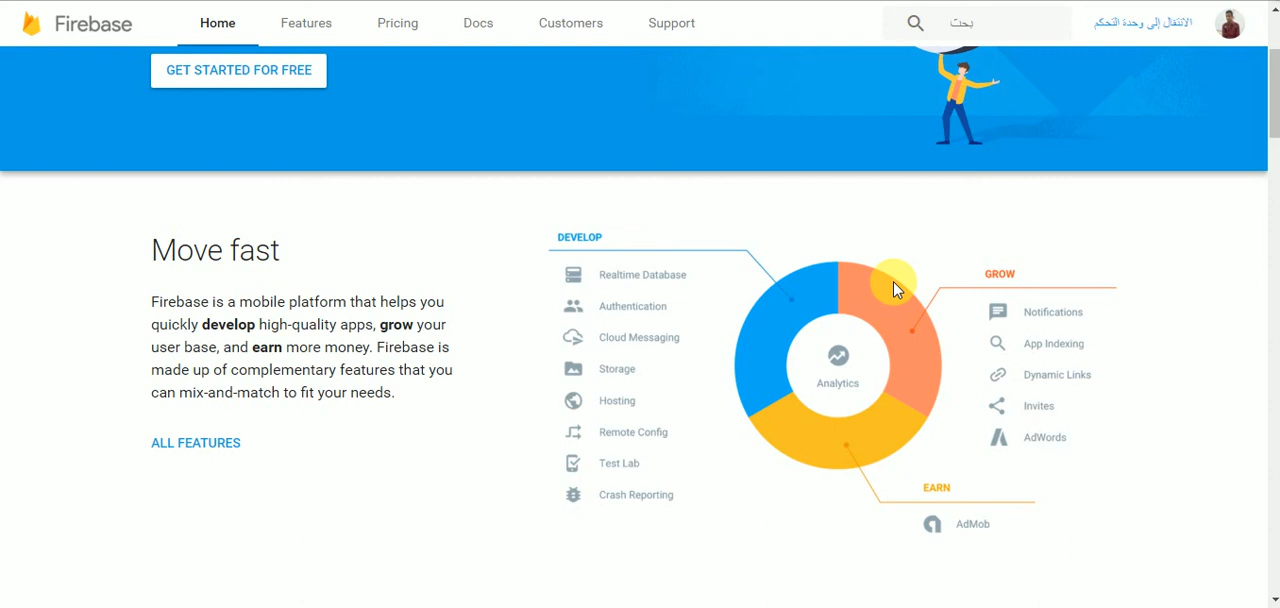 Firebase
Home
Features
Pricing
Docs
Customers
Support
بحث
الانتقال إلى وحدة التحكم
GET STARTED FOR FREE
Move fast
Firebase is a mobile platform that helps you
quickly develop high-quality apps, grow your
user base, and earn more money. Firebase is
made up of complementary features that you
can mix-and-match to fit your needs.
ALL FEATURES
DEVELOP
Realtime Database
Authentication
Cloud Messaging
Storage
Hosting
Remote Config
Test Lab
Crash Reporting
Analytics
GROW
Notifications
App Indexing
Dynamic Links
Invites
AdWords
EARN
AdMob